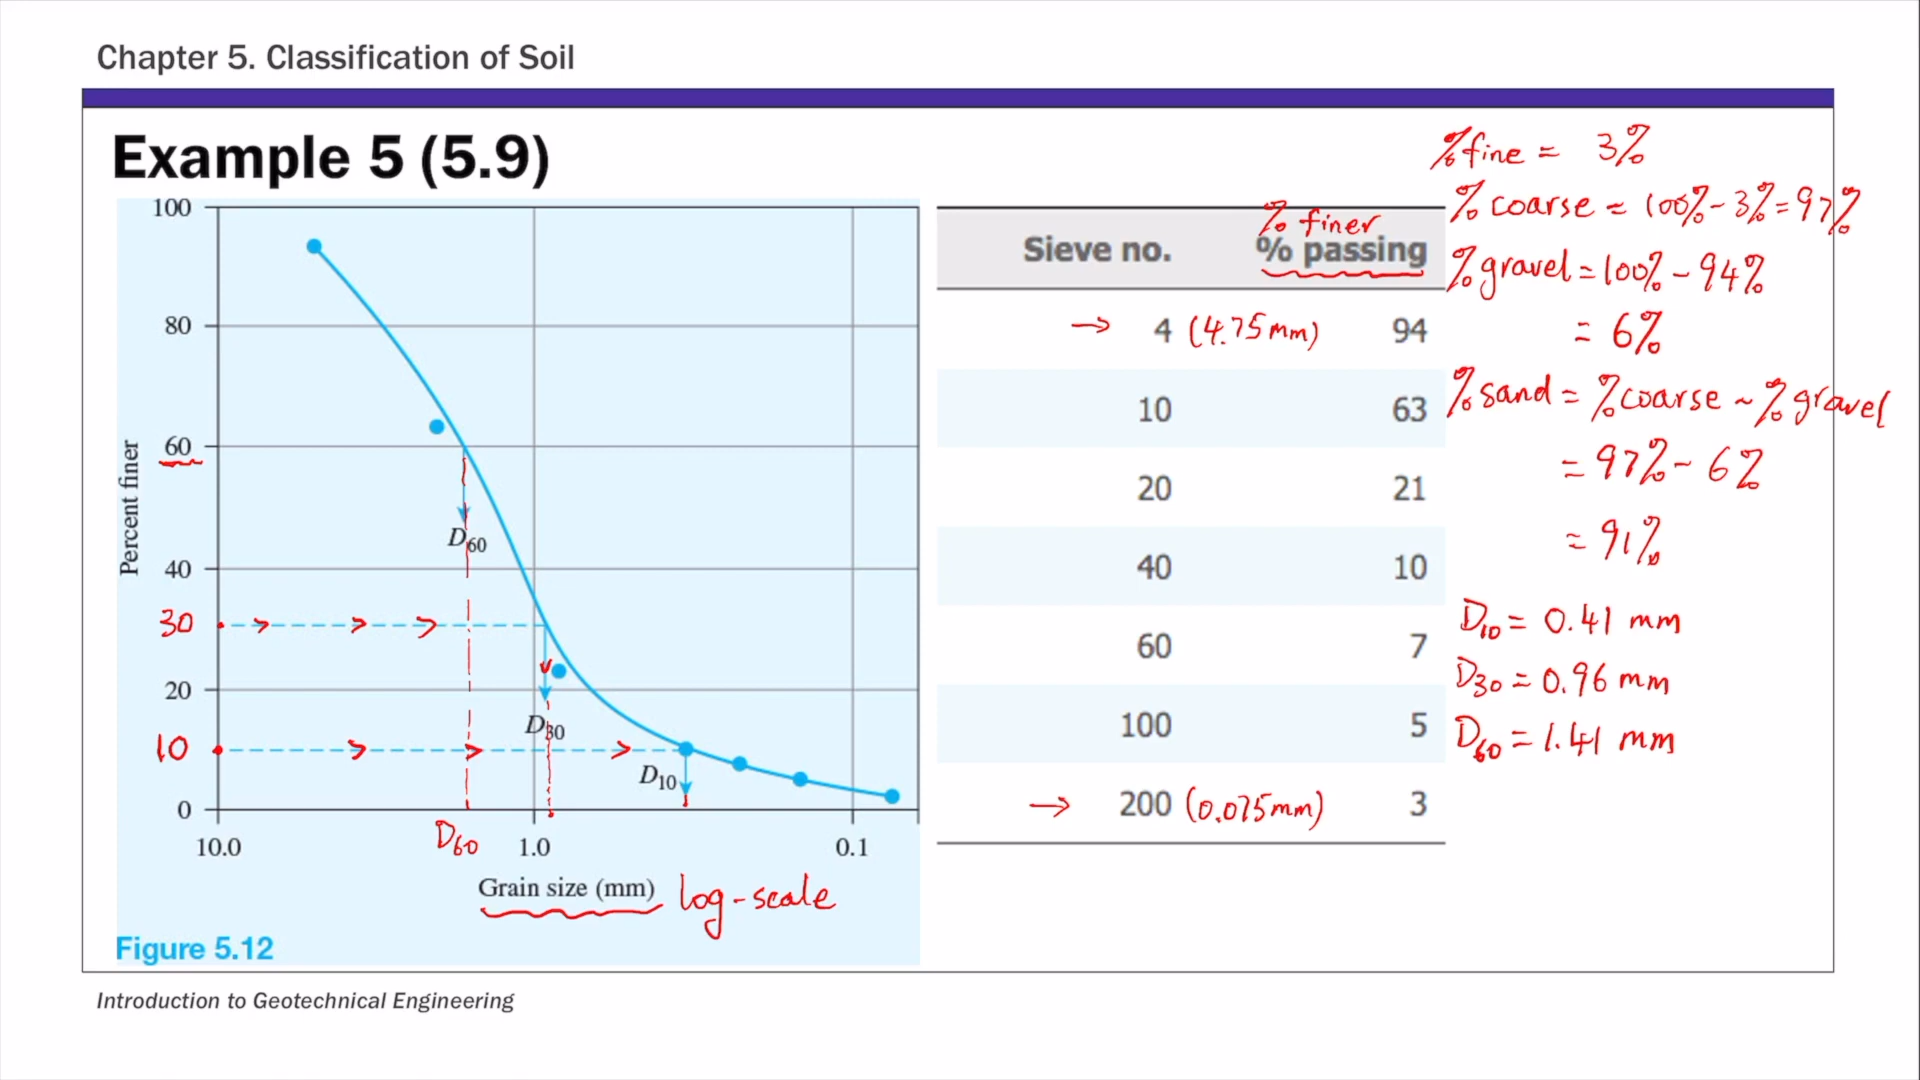 Chapter 5. Classification of Soil
Example 5 (5.9)
100
80
60
40
30
20
10
0
Percent finer
D60
D30
D10
10.0
D60
1.0
0.1
Grain size (mm) log-scale
Figure 5.12
% finer
Sieve no. % passing
→ 4 (4.75mm) 94
10 63
20 21
40 10
60 7
100 5
→ 200 (0.075mm) 3
% fine = 3%
% coarse = 100% - 3% = 97%
% gravel = 100% - 94%
= 6%
% sand = % coarse - % gravel
= 97% - 6%
= 91%
D10 = 0.41 mm
D30 = 0.96 mm
D60 = 1.41 mm
Introduction to Geotechnical Engineering